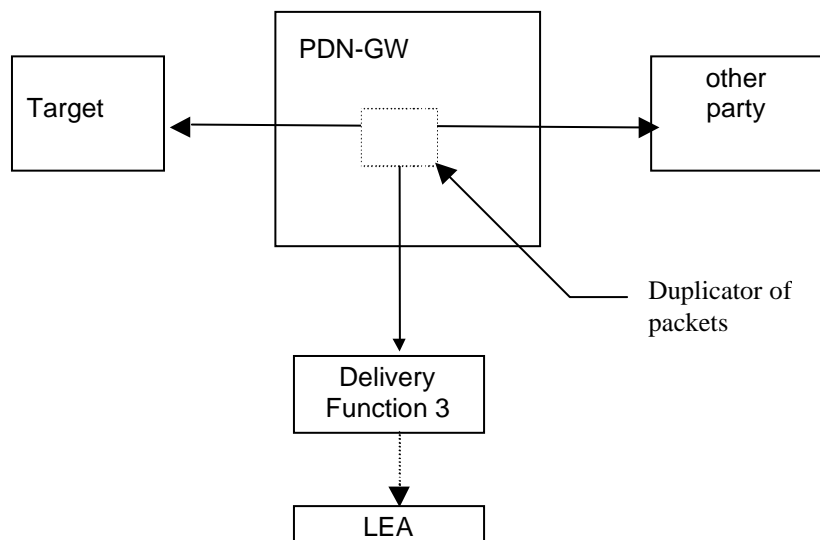 PDN-GW
Target
other
party
Duplicator of
packets
Delivery
Function 3
LEA